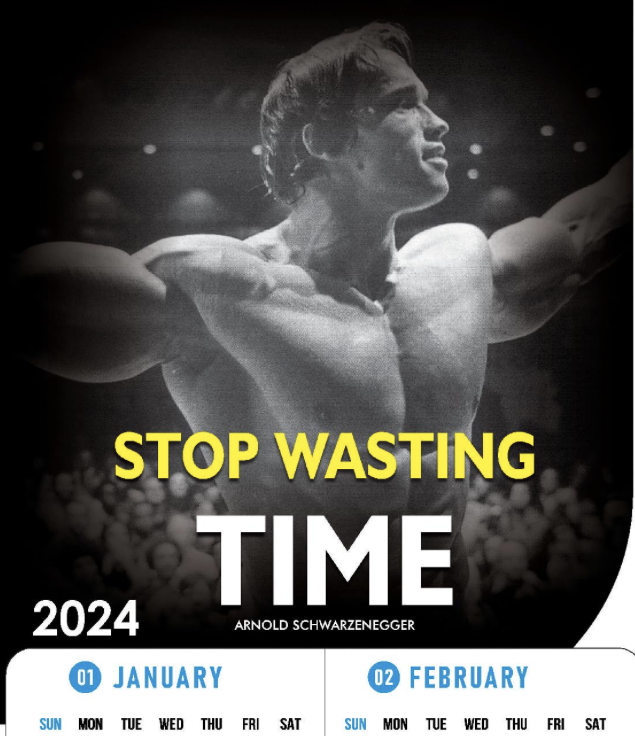 STOP WASTING
TIME
2024
ARNOLD SCHWARZENEGGER
01 JANUARY
02 FEBRUARY
SUN MON TUE WED THU FRI SAT
SUN MON TUE WED THU FRI SAT